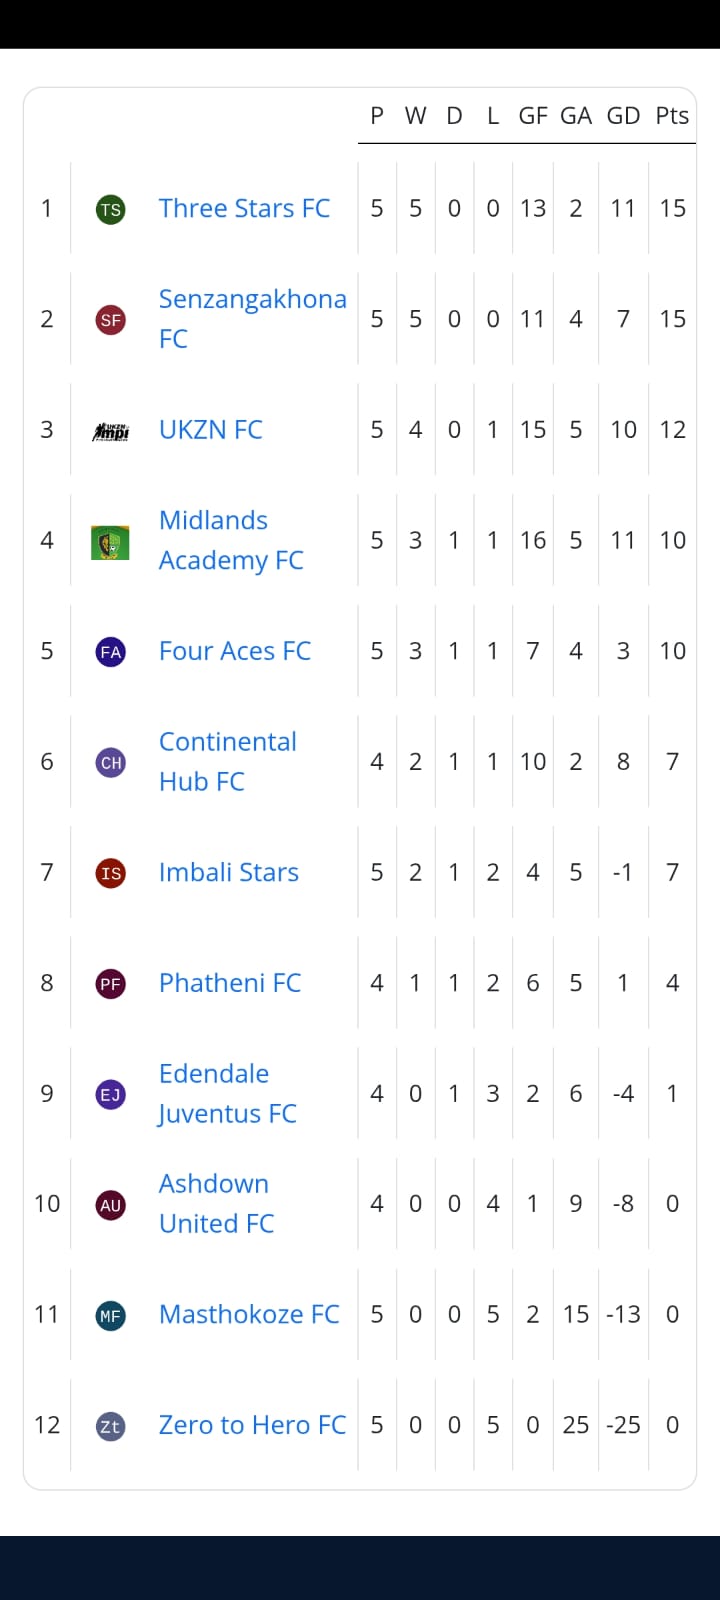 P W D L GF GA GD Pts
1 TS Three Stars FC 5 5 0 0 13 2 11 15
2 SF Senzangakhona FC 5 5 0 0 11 4 7 15
3 UKZN mpi UKZN FC 5 4 0 1 15 5 10 12
4 Midlands Academy FC 5 3 1 1 16 5 11 10
5 FA Four Aces FC 5 3 1 1 7 4 3 10
6 CH Continental Hub FC 4 2 1 1 10 2 8 7
7 IS Imbali Stars 5 2 1 2 4 5 -1 7
8 PF Phatheni FC 4 1 1 2 6 5 1 4
9 EJ Edendale Juventus FC 4 0 1 3 2 6 -4 1
10 AU Ashdown United FC 4 0 0 4 1 9 -8 0
11 MF Masthokoze FC 5 0 0 5 2 15 -13 0
12 Zt Zero to Hero FC 5 0 0 5 0 25 -25 0